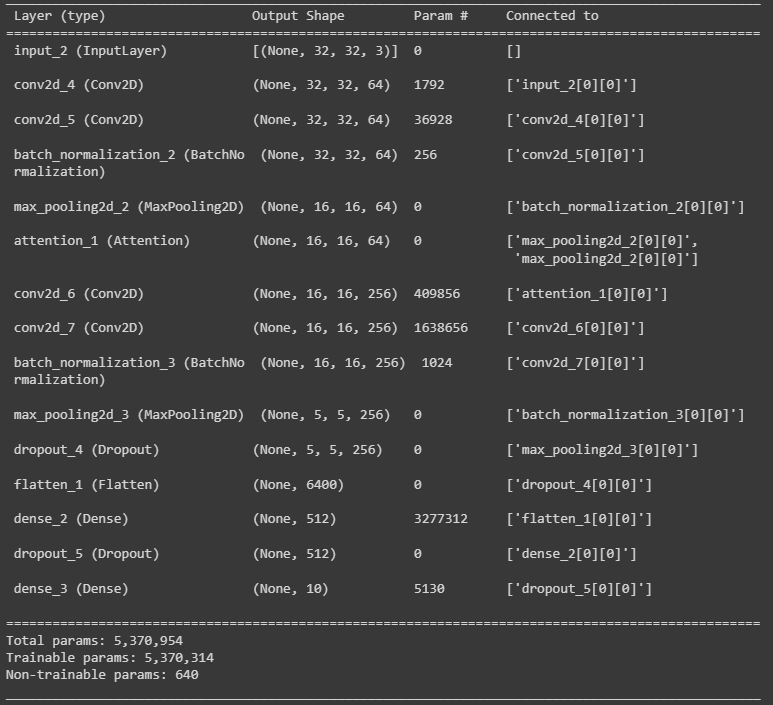 Layer (type) Output Shape Param # Connected to
==================================================================================================
input_2 (InputLayer) [(None, 32, 32, 3)] 0 []
conv2d_4 (Conv2D) (None, 32, 32, 64) 1792 ['input_2[0][0]']
conv2d_5 (Conv2D) (None, 32, 32, 64) 36928 ['conv2d_4[0][0]']
batch_normalization_2 (BatchNo (None, 32, 32, 64) 256 ['conv2d_5[0][0]']
rmalization)
max_pooling2d_2 (MaxPooling2D) (None, 16, 16, 64) 0 ['batch_normalization_2[0][0]']
attention_1 (Attention) (None, 16, 16, 64) 0 ['max_pooling2d_2[0][0]',
'max_pooling2d_2[0][0]']
conv2d_6 (Conv2D) (None, 16, 16, 256) 409856 ['attention_1[0][0]']
conv2d_7 (Conv2D) (None, 16, 16, 256) 1638656 ['conv2d_6[0][0]']
batch_normalization_3 (BatchNo (None, 16, 16, 256) 1024 ['conv2d_7[0][0]']
rmalization)
max_pooling2d_3 (MaxPooling2D) (None, 5, 5, 256) 0 ['batch_normalization_3[0][0]']
dropout_4 (Dropout) (None, 5, 5, 256) 0 ['max_pooling2d_3[0][0]']
flatten_1 (Flatten) (None, 6400) 0 ['dropout_4[0][0]']
dense_2 (Dense) (None, 512) 3277312 ['flatten_1[0][0]']
dropout_5 (Dropout) (None, 512) 0 ['dense_2[0][0]']
dense_3 (Dense) (None, 10) 5130 ['dropout_5[0][0]']
==================================================================================================
Total params: 5,370,954
Trainable params: 5,370,314
Non-trainable params: 640